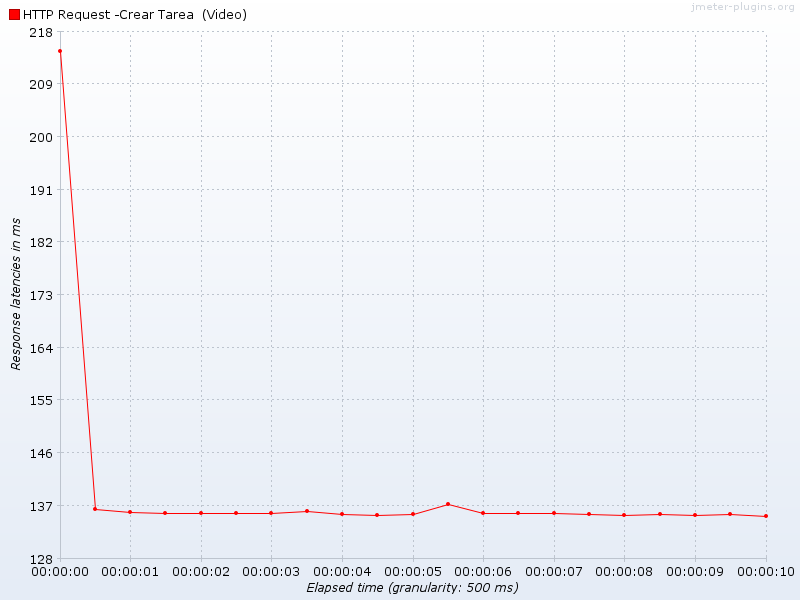 jmeter-plugins.org
HTTP Request -Crear Tarea  (Video)
218
209
200
191
182
173
164
155
146
137
128
Response latencies in ms
00:00:00 00:00:01 00:00:02 00:00:03 00:00:04 00:00:05 00:00:06 00:00:07 00:00:08 00:00:09 00:00:10
Elapsed time (granularity: 500 ms)